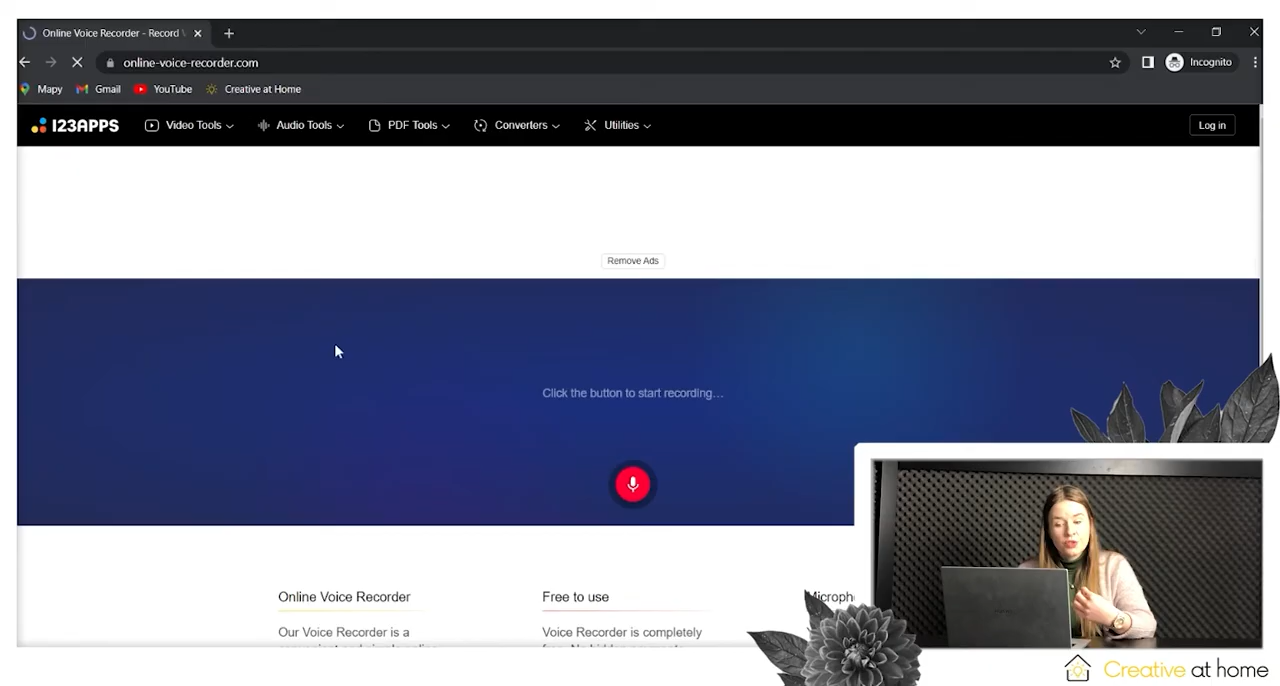 Online Voice Recorder - Record
online-voice-recorder.com
Incognito
Mapy Gmail YouTube Creative at Home
123APPS Video Tools Audio Tools PDF Tools Converters Utilities Log in
Remove Ads
Click the button to start recording...
Online Voice Recorder
Our Voice Recorder is a
Free to use
Voice Recorder is completely
Microph
Creative at home